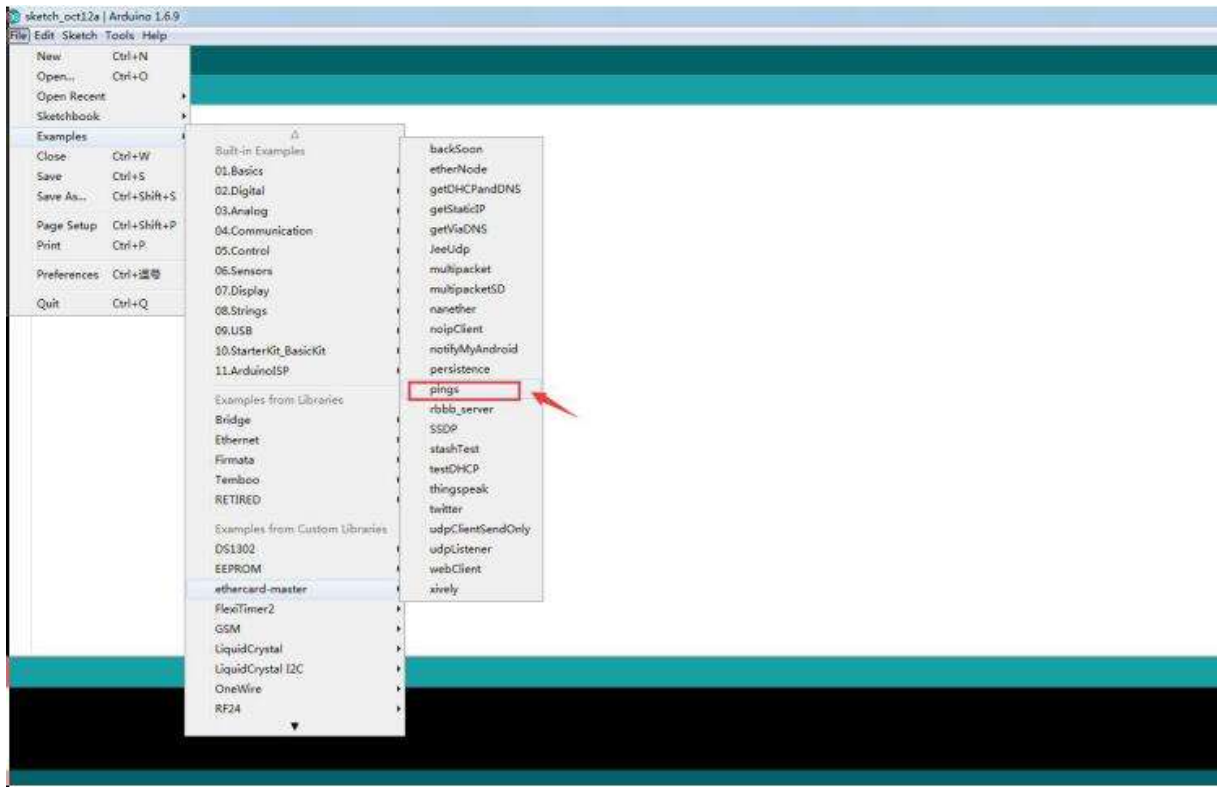 sketch_oct12a | Arduino 1.6.9
File Edit Sketch Tools Help
New Ctrl+N
Open... Ctrl+O
Open Recent
Sketchbook
Examples
Close Ctrl+W
Save Ctrl+S
Save As... Ctrl+Shift+S
Page Setup Ctrl+Shift+P
Print Ctrl+P
Preferences Ctrl+逗号
Quit Ctrl+Q
Built-in Examples
01.Basics
02.Digital
03.Analog
04.Communication
05.Control
06.Sensors
07.Display
08.Strings
09.USB
10.StarterKit_BasicKit
11.ArduinoISP
Examples from Libraries
Bridge
Ethernet
Firmata
Temboo
RETIRED
Examples from Custom Libraries
DS1302
EEPROM
ethercard-master
FlexiTimer2
GSM
LiquidCrystal
LiquidCrystal I2C
OneWire
RF24
backSoon
etherNode
getDHCPandDNS
getStaticIP
getViaDNS
JeeUdp
multipacket
multipacketSD
nanether
noipClient
notifyMyAndroid
persistence
pings
rbbb_server
SSDP
stashTest
testDHCP
thingspeak
twitter
udpClientSendOnly
udpListener
webClient
xively